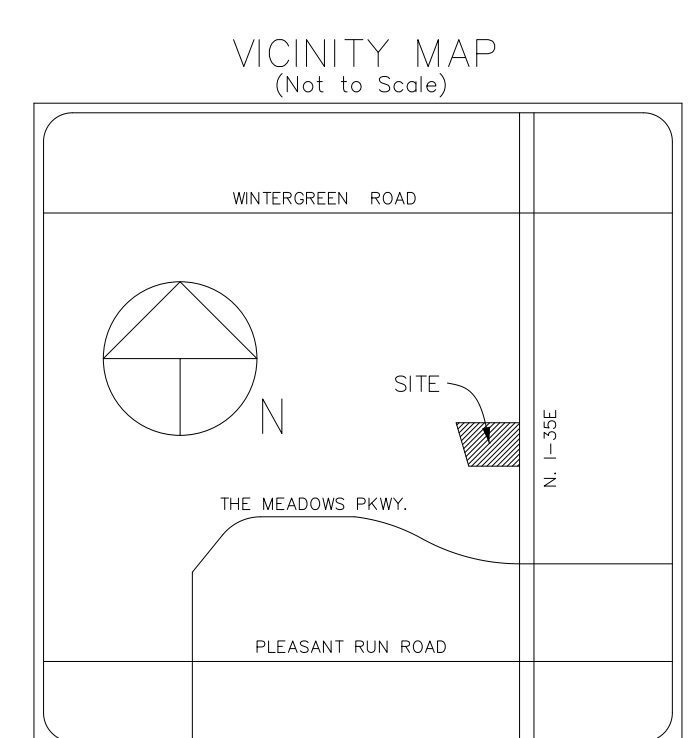 VICINITY MAP
(Not to Scale)
WINTERGREEN ROAD
N
SITE
N. I-35E
THE MEADOWS PKWY.
PLEASANT RUN ROAD